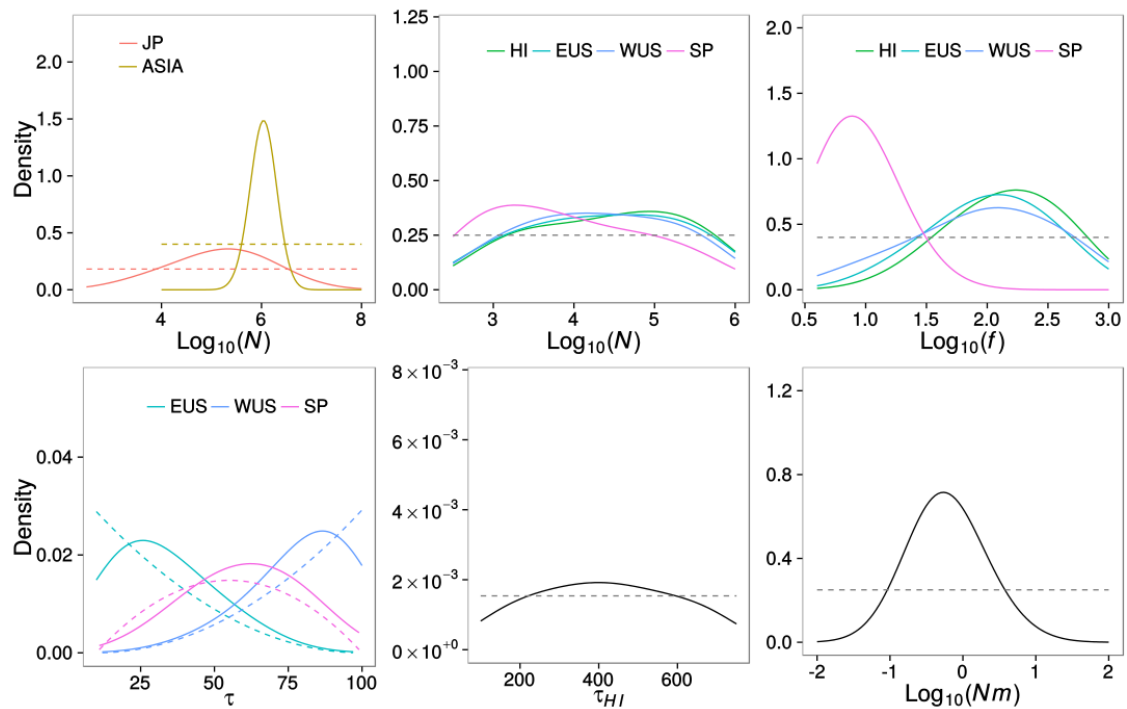 JP
ASIA
Density
2.0
1.5
1.0
0.5
0.0
4 6 8
Log10(N)
HI EUS WUS SP
1.25
1.00
0.75
0.50
0.25
0.00
3 4 5 6
Log10(N)
HI EUS WUS SP
2.0
1.5
1.0
0.5
0.0
0.5 1.0 1.5 2.0 2.5 3.0
Log10(f)
EUS WUS SP
Density
0.04
0.02
0.00
25 50 75 100
τ
8×10⁻³
6×10⁻³
4×10⁻³
2×10⁻³
0×10⁺⁰
200 400 600
τHI
1.2
0.8
0.4
0.0
-2 -1 0 1 2
Log10(Nm)